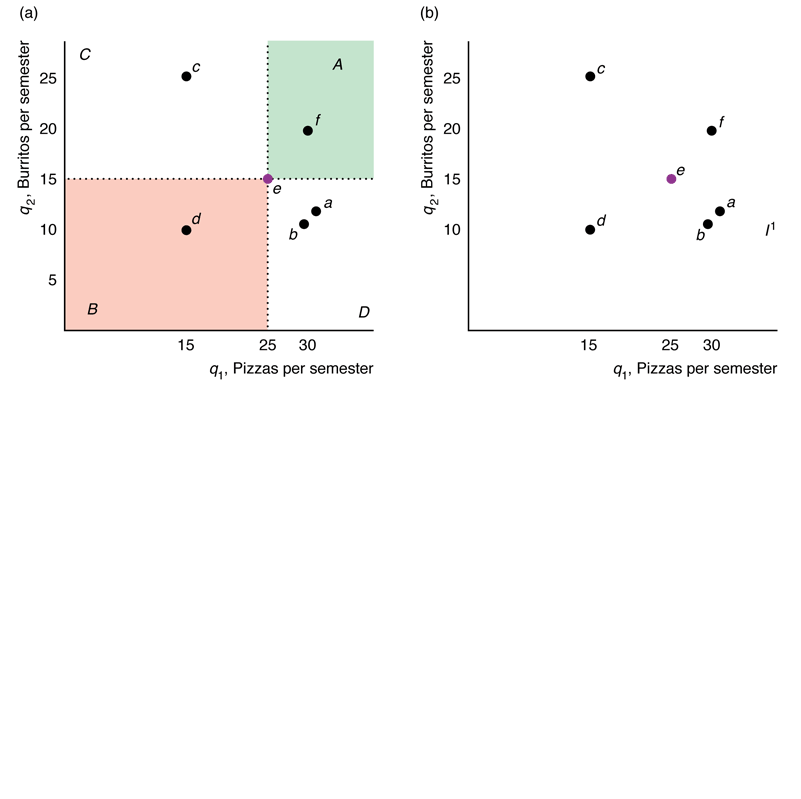 (a)
q2, Burritos per semester
C
c
A
25
f
20
15
e
d
a
10
b
5
B
D
15 25 30
q1, Pizzas per semester
(b)
q2, Burritos per semester
c
25
f
20
e
15
a
d
b
10
I1
15 25 30
q1, Pizzas per semester